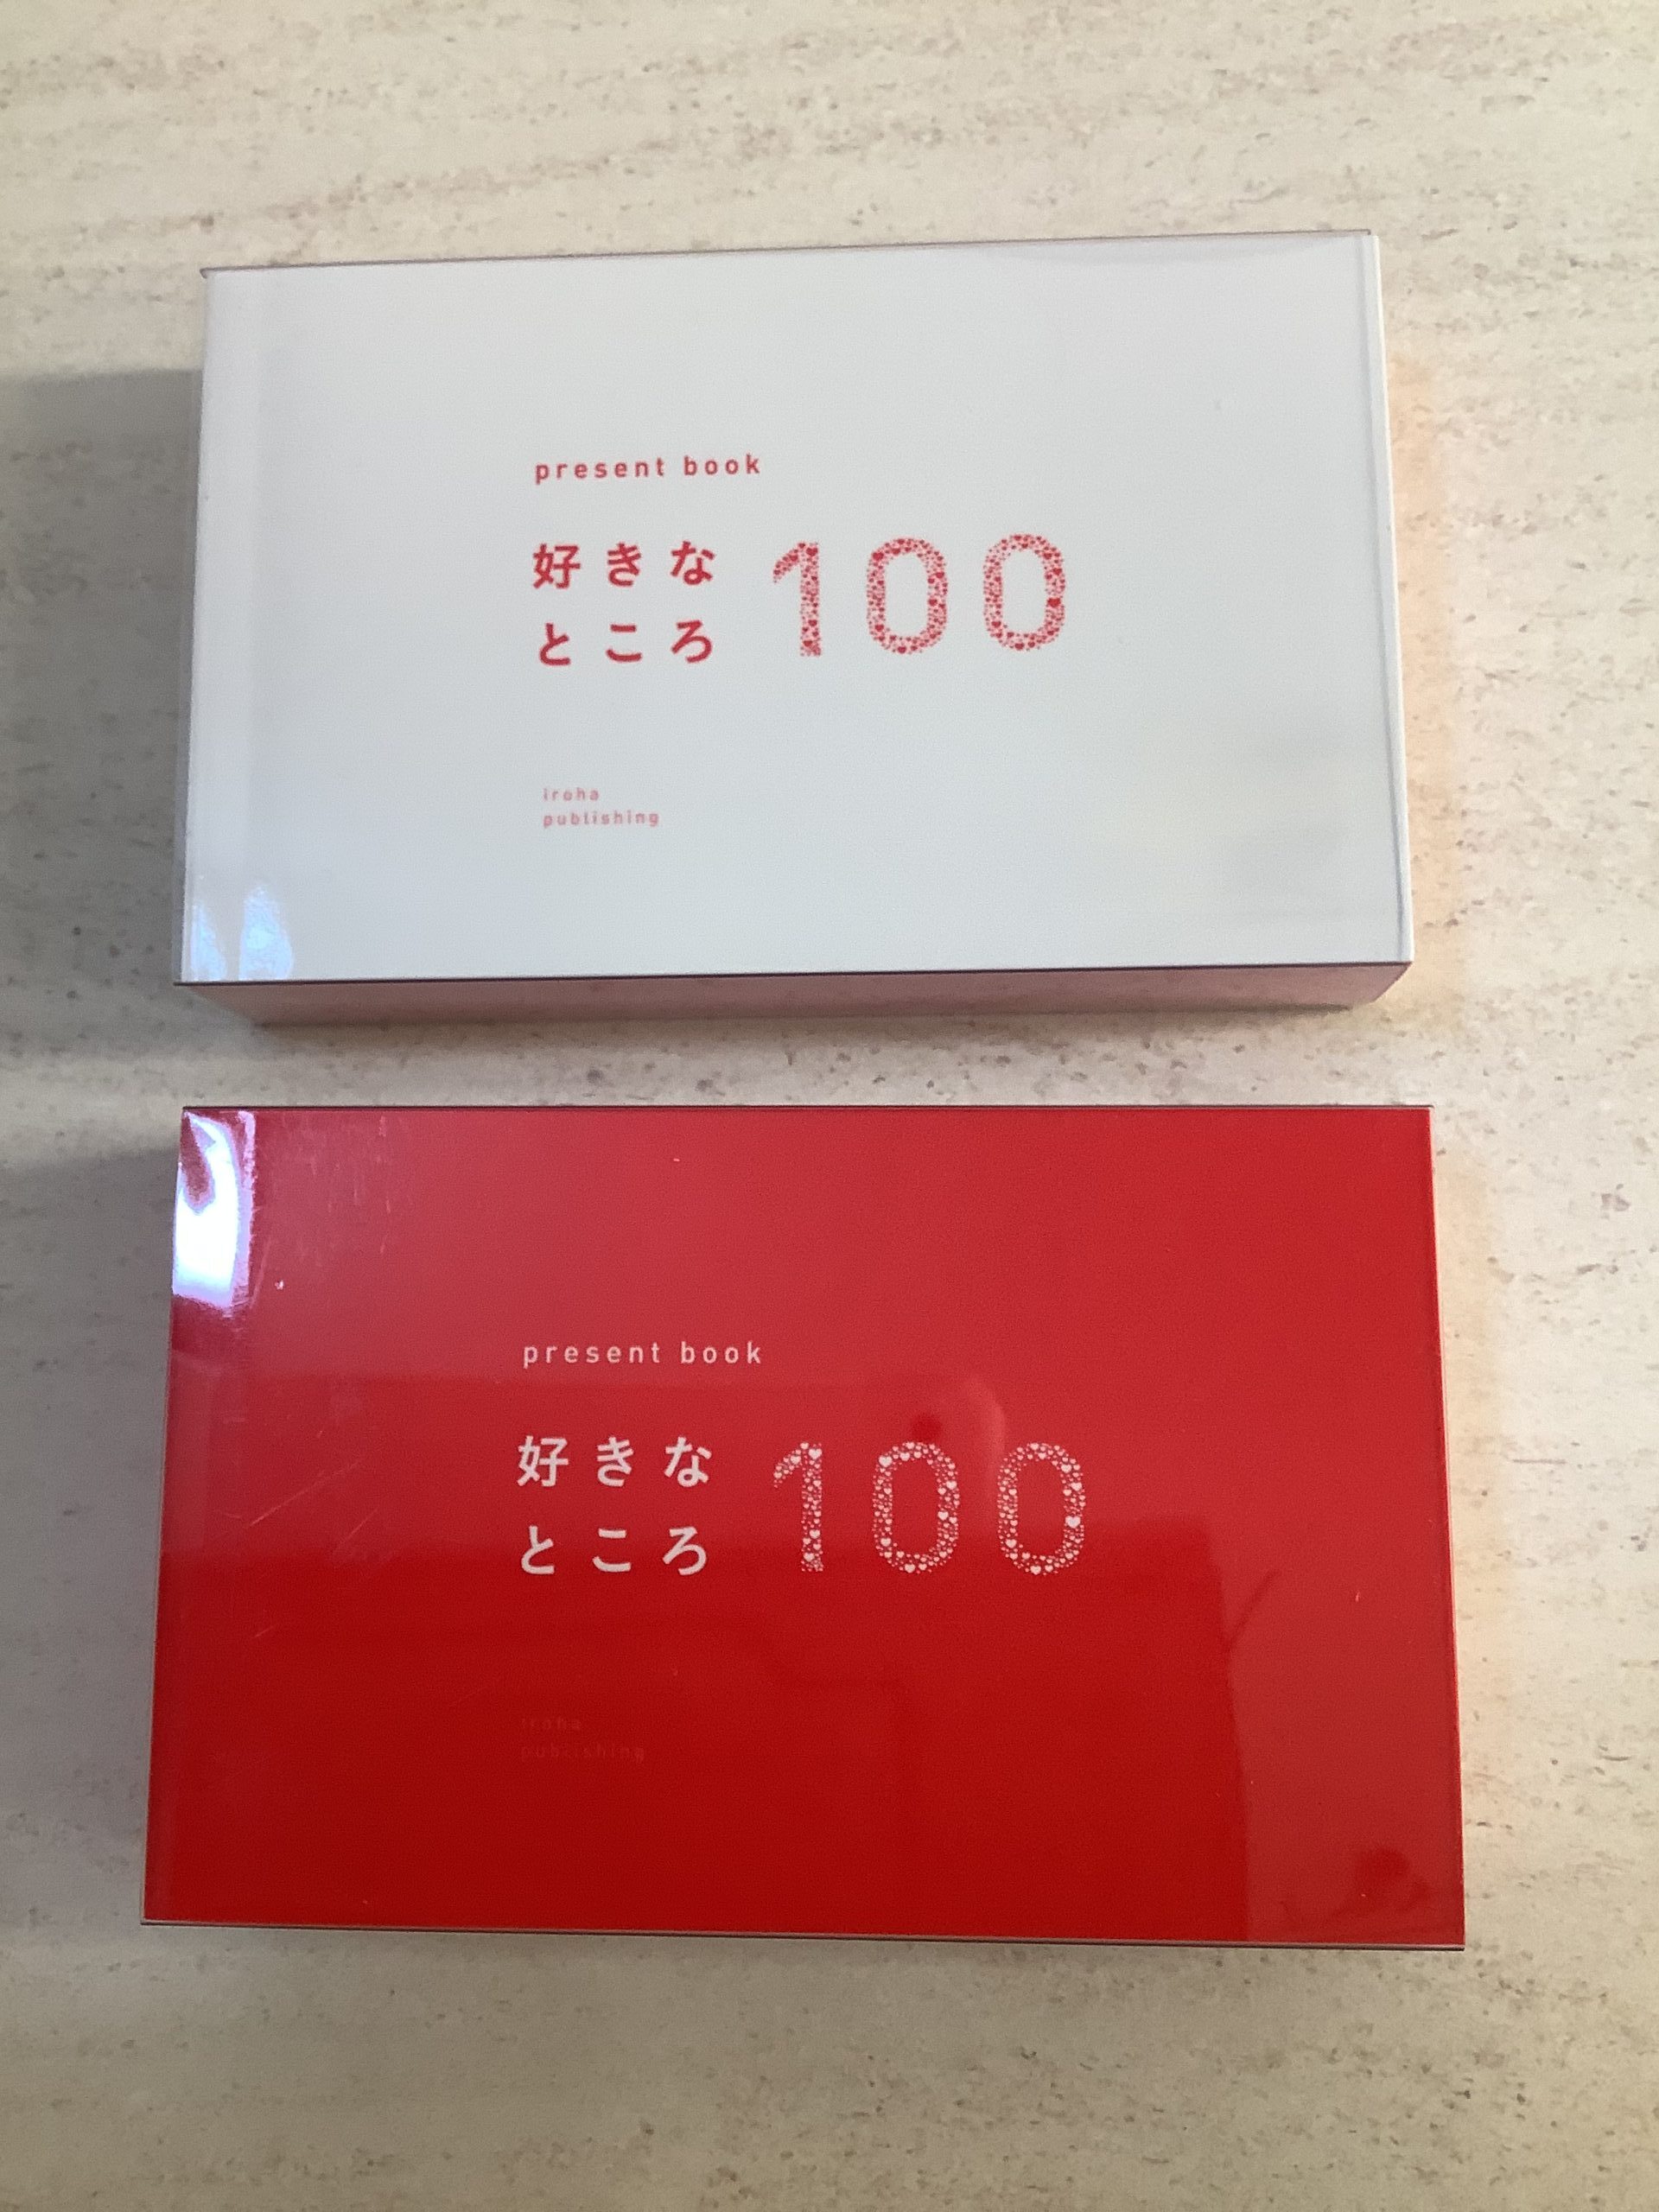 present book
好きな
ところ
100
iroha
publishing
present book
好きな
ところ
100
iroha
publishing